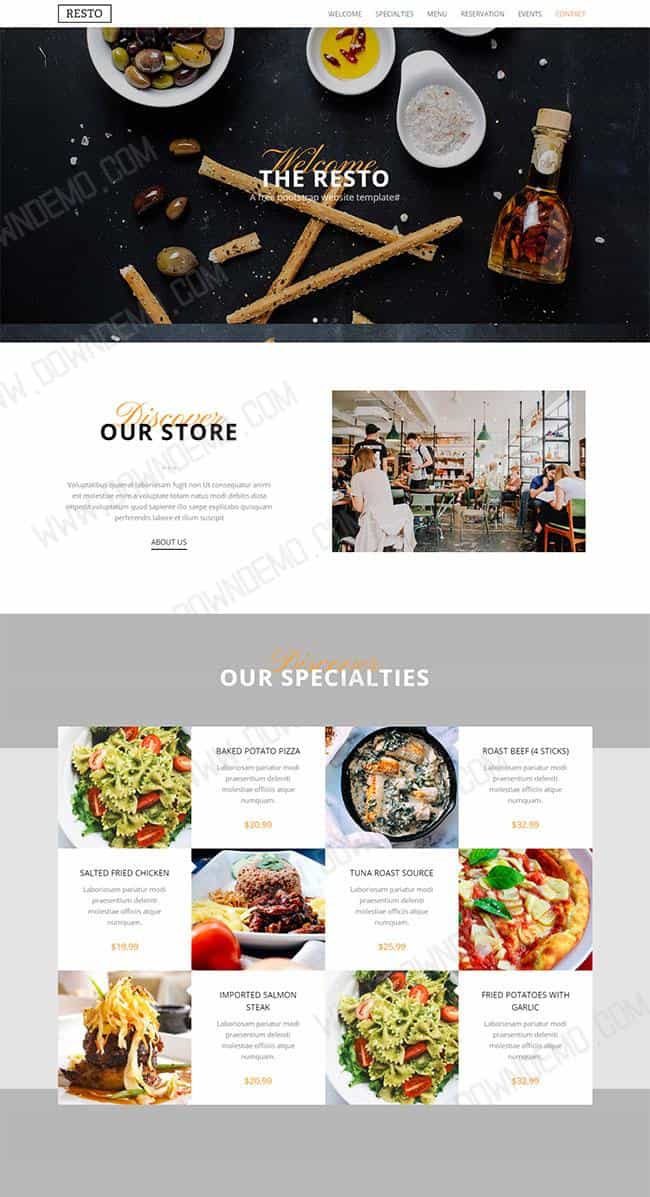 RESTO
WELCOME SPECIALTIES MENU RESERVATION EVENTS CONTACT
Welcome
THE RESTO
A free bootstrap website template#
Discover
OUR STORE
Voluptatibus quaerat laboriosam fugit non Ut consequatur animi
est molestiae enim a voluptate totam natus modi debitis dicta
impedit voluptatum quod sapiente illo saepe explicabo quisquam
perferendis labore et illum suscipit
ABOUT US
Discover
OUR SPECIALTIES
BAKED POTATO PIZZA
Laboriosam pariatur modi
praesentium deleniti
molestiae officiis atque
numquam.
$20.99
ROAST BEEF (4 STICKS)
Laboriosam pariatur modi
praesentium deleniti
molestiae officiis atque
numquam.
$32.99
SALTED FRIED CHICKEN
Laboriosam pariatur modi
praesentium deleniti
molestiae officiis atque
numquam.
$19.99
TUNA ROAST SOURCE
Laboriosam pariatur modi
praesentium deleniti
molestiae officiis atque
numquam.
$25.99
IMPORTED SALMON
STEAK
Laboriosam pariatur modi
praesentium deleniti
molestiae officiis atque
numquam.
$20.99
FRIED POTATOES WITH
GARLIC
Laboriosam pariatur modi
praesentium deleniti
molestiae officiis atque
numquam.
$32.99
WWW.DOWNDEMO.COM